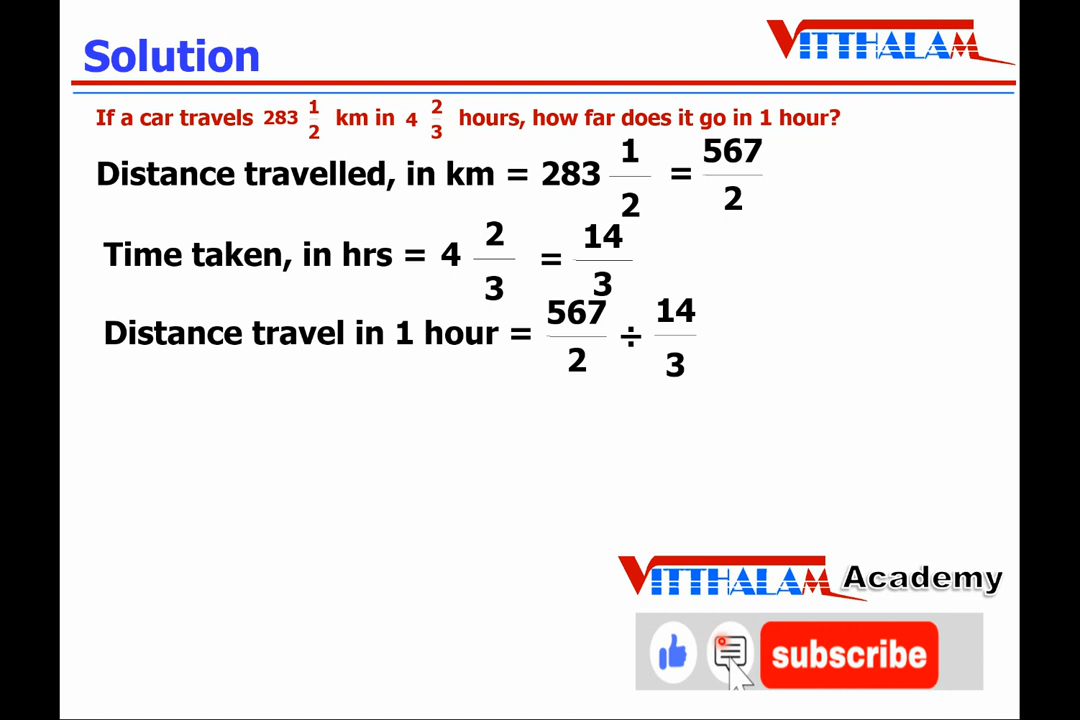 Solution
VITTHALAM
If a car travels 283 1/2 km in 4 2/3 hours, how far does it go in 1 hour?
Distance travelled, in km = 283 1/2 = 567/2
Time taken, in hrs = 4 2/3 = 14/3
Distance travel in 1 hour = 567/2 ÷ 14/3
VITTHALAM Academy
subscribe